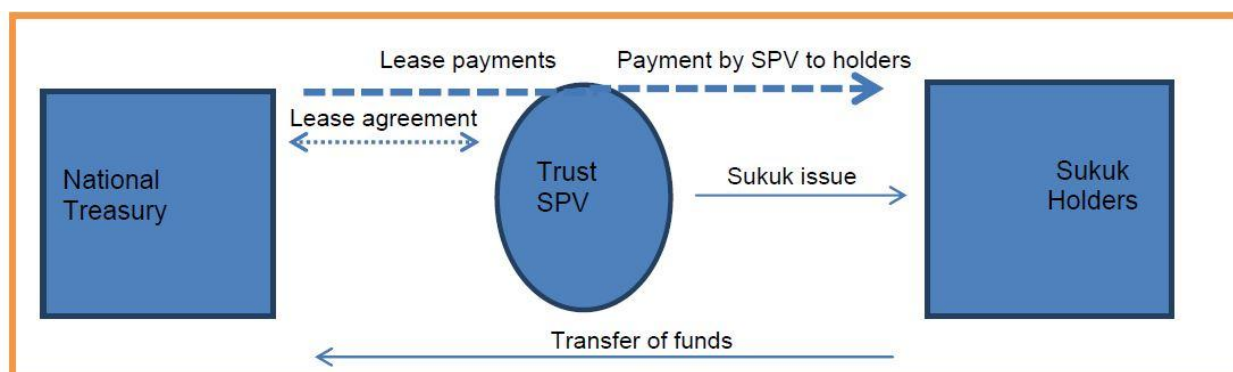 Lease payments
Payment by SPV to holders
Lease agreement
National
Treasury
Trust
SPV
Sukuk issue
Sukuk
Holders
Transfer of funds